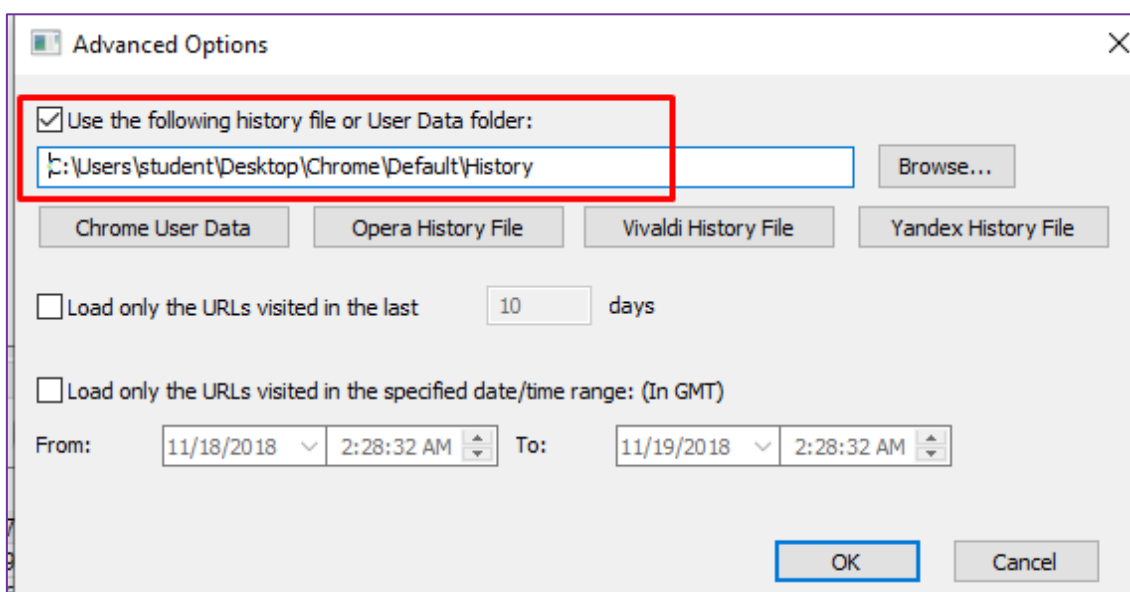 Advanced Options
Use the following history file or User Data folder:
C:\Users\student\Desktop\Chrome\Default\History
Browse...
Chrome User Data
Opera History File
Vivaldi History File
Yandex History File
Load only the URLs visited in the last 10 days
Load only the URLs visited in the specified date/time range: (In GMT)
From: 11/18/2018 2:28:32 AM To: 11/19/2018 2:28:32 AM
OK Cancel